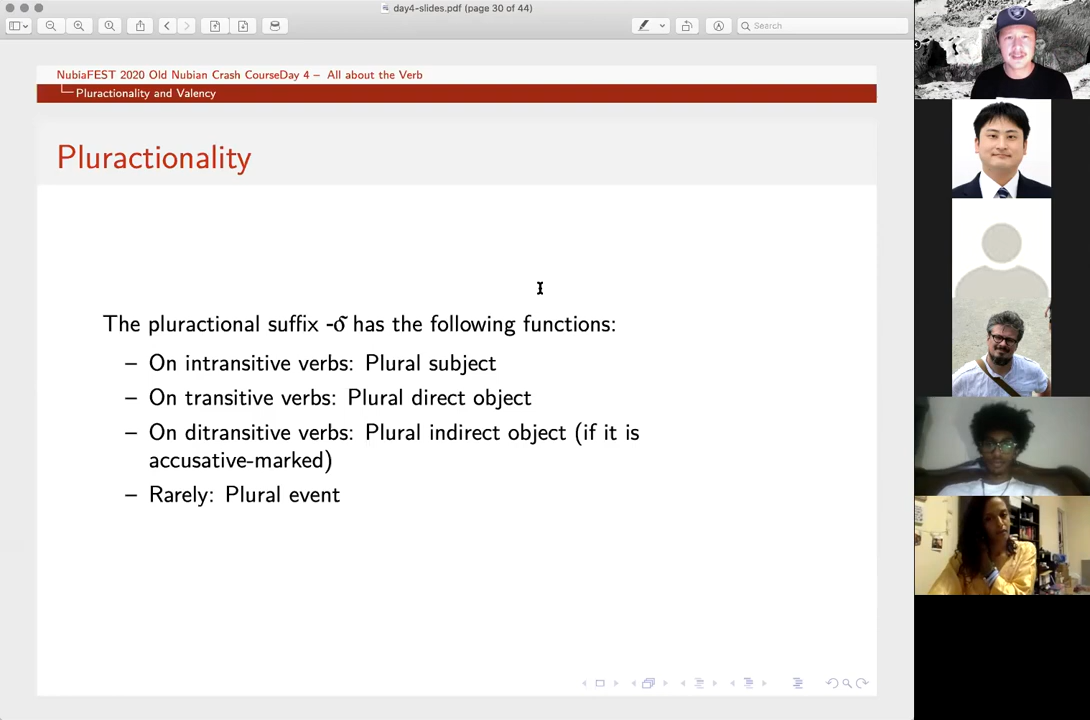 day4-slides.pdf (page 30 of 44)
Search
NubiaFEST 2020 Old Nubian Crash CourseDay 4 – All about the Verb
Pluractionality and Valency
Pluractionality
The pluractional suffix -ϭ̄ has the following functions:
– On intransitive verbs: Plural subject
– On transitive verbs: Plural direct object
– On ditransitive verbs: Plural indirect object (if it is
accusative-marked)
– Rarely: Plural event